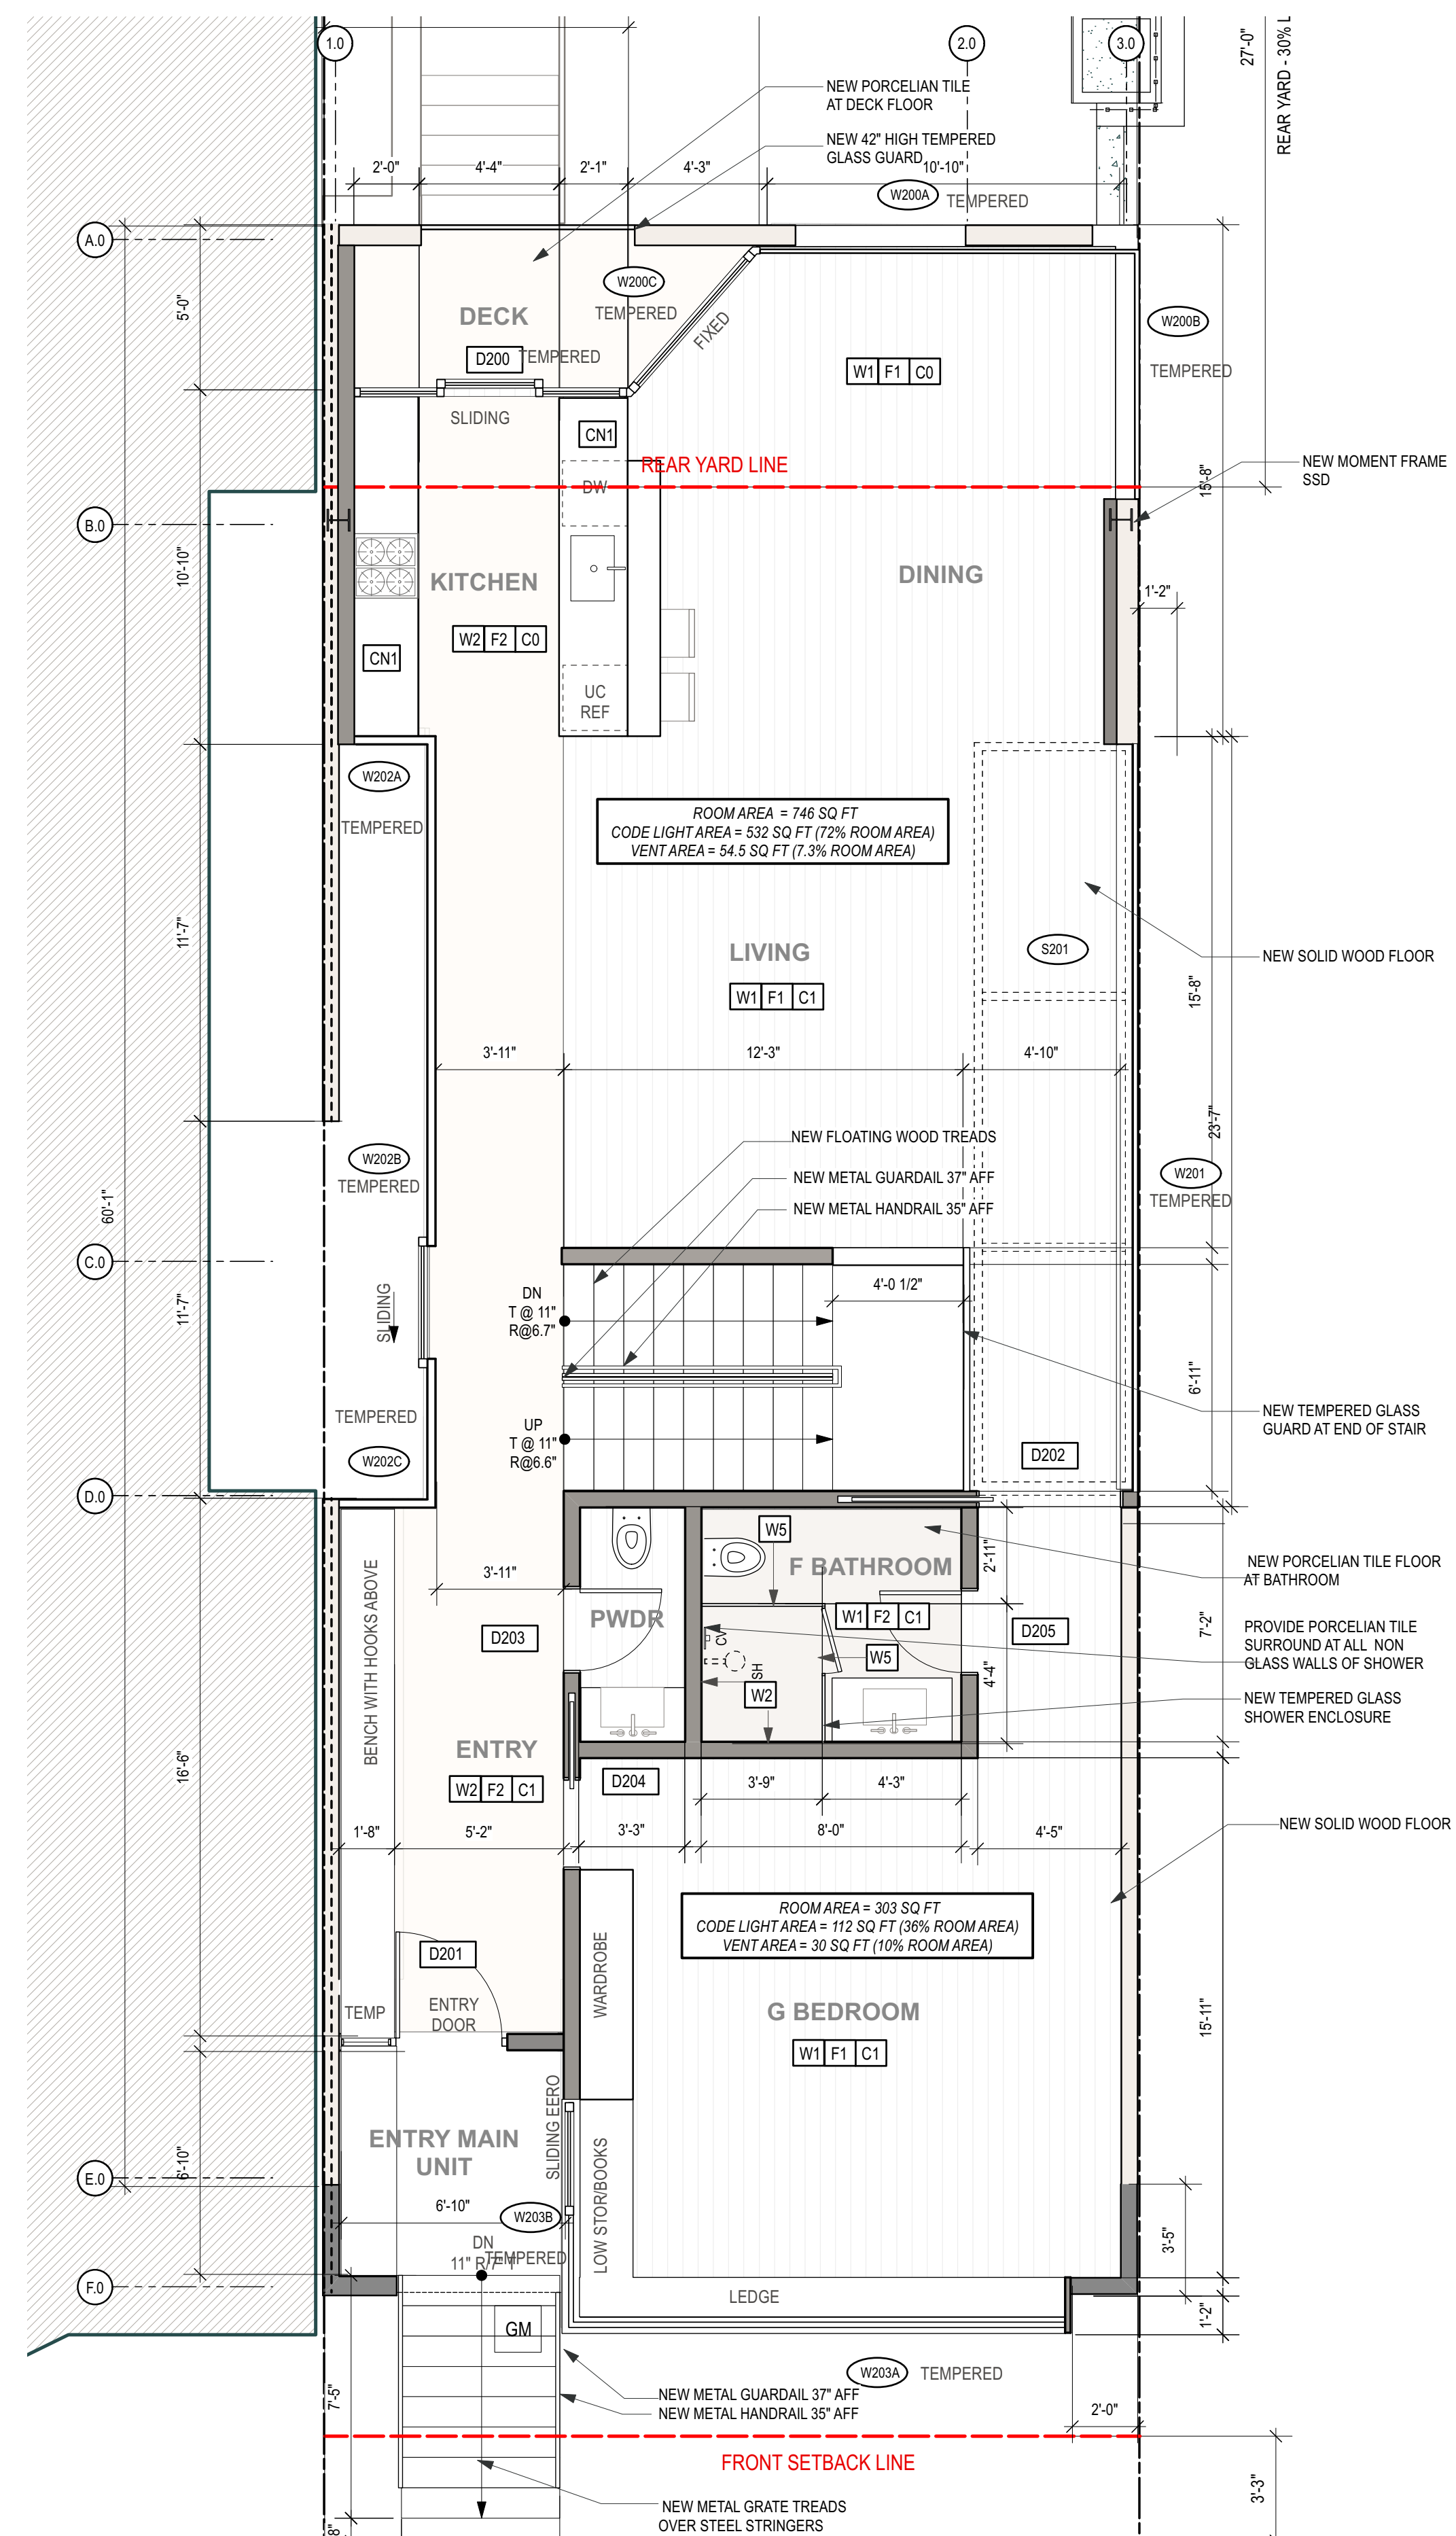 1.0
2.0
3.0
27'-0"
REAR YARD - 30% L
NEW PORCELIAN TILE
AT DECK FLOOR
NEW 42" HIGH TEMPERED
GLASS GUARD
2'-0"
4'-4"
2'-1"
4'-3"
10'-10"
W200A
TEMPERED
A.0
5'-0"
W200C
TEMPERED
DECK
FIXED
W200B
TEMPERED
D200
TEMPERED
W1 F1 C0
SLIDING
CN1
REAR YARD LINE
DW
NEW MOMENT FRAME
SSD
15'-8"
B.0
10'-10"
KITCHEN
DINING
1'-2"
W2 F2 C0
CN1
UC
REF
W202A
TEMPERED
ROOM AREA = 746 SQ FT
CODE LIGHT AREA = 532 SQ FT (72% ROOM AREA)
VENT AREA = 54.5 SQ FT (7.3% ROOM AREA)
11'-7"
LIVING
S201
NEW SOLID WOOD FLOOR
W1 F1 C1
15'-8"
3'-11"
12'-3"
4'-10"
23'-7"
NEW FLOATING WOOD TREADS
W202B
TEMPERED
NEW METAL GUARDAIL 37" AFF
NEW METAL HANDRAIL 35" AFF
W201
TEMPERED
60'-1"
C.0
11'-7"
SLIDING
DN
T @ 11"
R@6.7"
4'-0 1/2"
6'-11"
TEMPERED
UP
T @ 11"
R@6.6"
NEW TEMPERED GLASS
GUARD AT END OF STAIR
W202C
D202
D.0
W5
2'-11"
3'-11"
F BATHROOM
NEW PORCELIAN TILE FLOOR
AT BATHROOM
BENCH WITH HOOKS ABOVE
PWDR
W1 F2 C1
D203
D205
7'-2"
CV
SH
W5
4'-4"
PROVIDE PORCELIAN TILE
SURROUND AT ALL NON
GLASS WALLS OF SHOWER
W2
NEW TEMPERED GLASS
SHOWER ENCLOSURE
ENTRY
16'-6"
D204
W2 F2 C1
3'-9"
4'-3"
1'-8"
5'-2"
3'-3"
8'-0"
4'-5"
NEW SOLID WOOD FLOOR
ROOM AREA = 303 SQ FT
CODE LIGHT AREA = 112 SQ FT (36% ROOM AREA)
VENT AREA = 30 SQ FT (10% ROOM AREA)
D201
WARDROBE
TEMP
ENTRY
DOOR
G BEDROOM
15'-11"
W1 F1 C1
SLIDING EERO
ENTRY MAIN
UNIT
LOW STOR/BOOKS
6'-10"
E.0
6'-10"
W203B
3'-5"
DN
11" R/7" T
TEMPERED
F.0
LEDGE
GM
1'-2"
W203A
TEMPERED
7'-5"
NEW METAL GUARDAIL 37" AFF
NEW METAL HANDRAIL 35" AFF
2'-0"
FRONT SETBACK LINE
3'-3"
NEW METAL GRATE TREADS
OVER STEEL STRINGERS